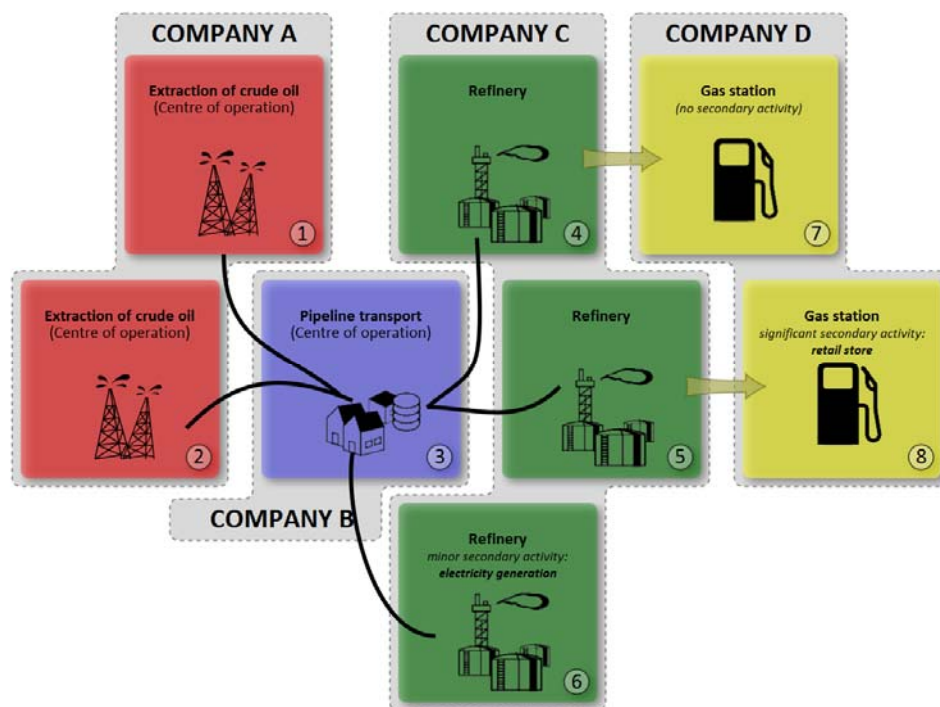 COMPANY A
Extraction of crude oil
(Centre of operation)
1
Extraction of crude oil
(Centre of operation)
2
Pipeline transport
(Centre of operation)
3
COMPANY B
COMPANY C
Refinery
4
Refinery
5
Refinery
minor secondary activity:
electricity generation
6
COMPANY D
Gas station
(no secondary activity)
7
Gas station
significant secondary activity:
retail store
8